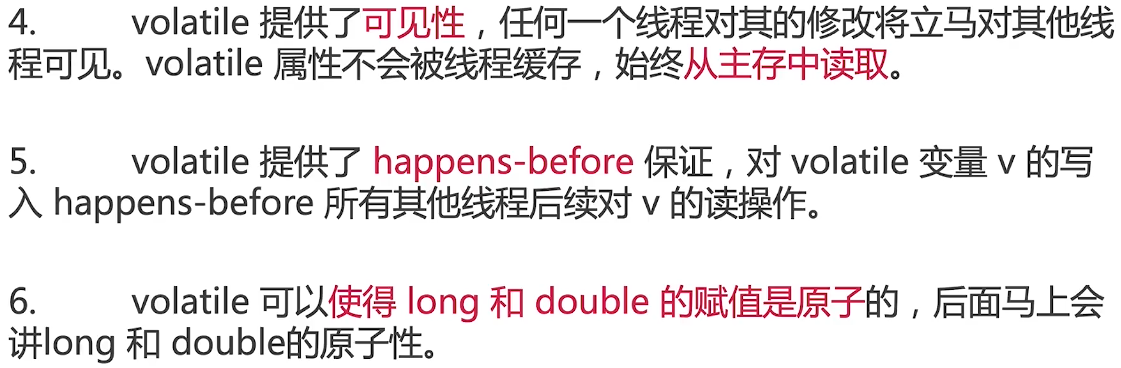 4. volatile 提供了可见性，任何一个线程对其的修改将立马对其他线
程可见。volatile 属性不会被线程缓存，始终从主存中读取。
5. volatile 提供了 happens-before 保证，对 volatile 变量 v 的写
入 happens-before 所有其他线程后续对 v 的读操作。
6. volatile 可以使得 long 和 double 的赋值是原子的，后面马上会
讲long 和 double的原子性。